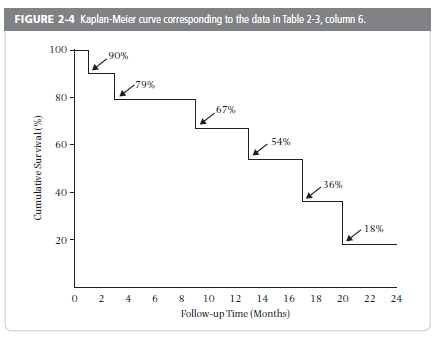 FIGURE 2-4 Kaplan-Meier curve corresponding to the data in Table 2-3, column 6.
100
90%
79%
80
67%
60
54%
40
36%
20
18%
Cumulative Survival (%)
0 2 4 6 8 10 12 14 16 18 20 22 24
Follow-up Time (Months)